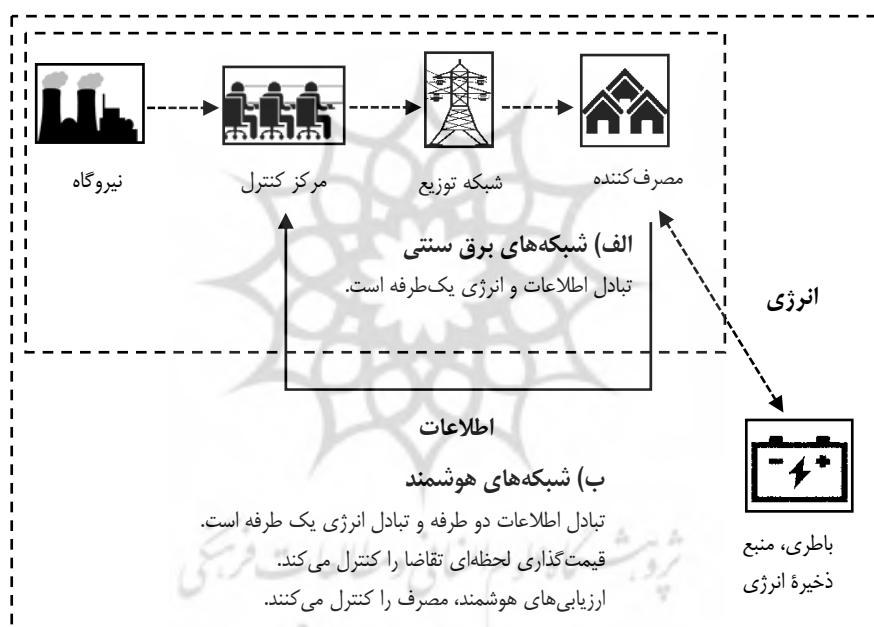 نیروگاه
مرکز کنترل
شبکه توزیع
مصرف‌کننده
الف) شبکه‌های برق سنتی
تبادل اطلاعات و انرژی یک‌طرفه است.
انرژی
اطلاعات
ب) شبکه‌های هوشمند
تبادل اطلاعات دو طرفه و تبادل انرژی یک طرفه است.
قیمت‌گذاری لحظه‌ای تقاضا را کنترل می‌کند.
ارزیابی‌های هوشمند، مصرف را کنترل می‌کنند.
باطری، منبع
ذخیرۀ انرژی